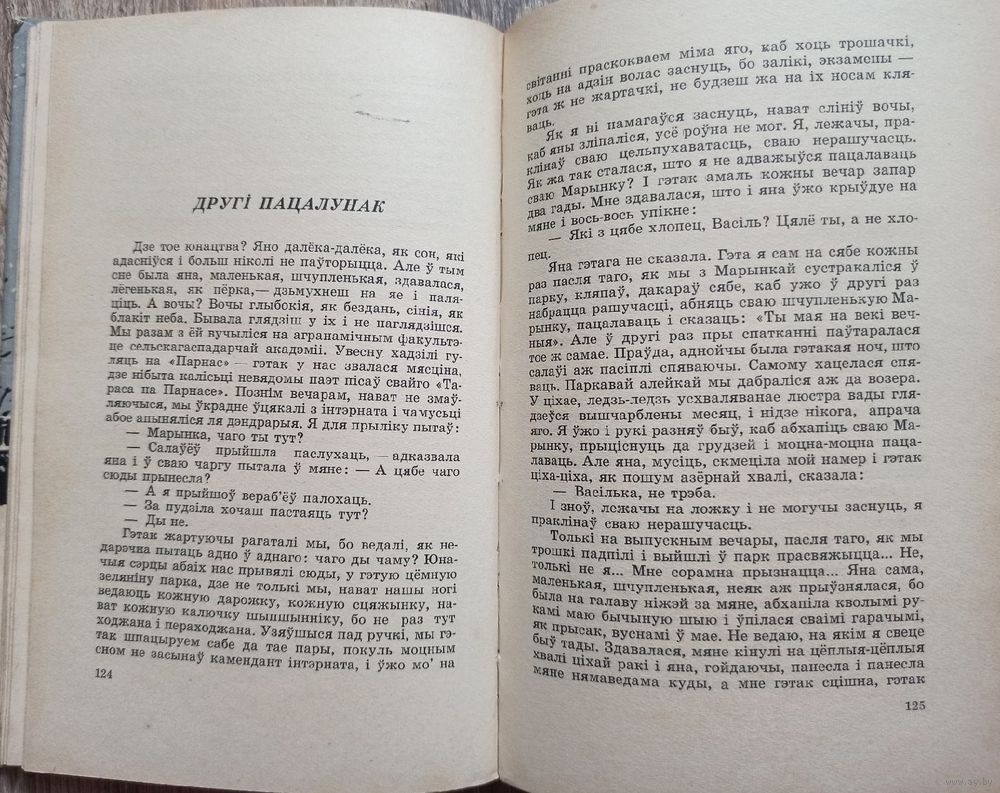 ДРУГІ ПАЦАЛУНАК
Дзе тое юнацтва? Яно далёка-далёка, як сон, які
адасніўся і больш ніколі не паўторыцца. Але ў тым
сне была яна, маленькая, шчупленькая, здавалася,
лёгенькая, як пёрка,— дзьмухнеш на яе і паля-
ціць. А вочы? Вочы глыбокія, як бездань, сінія, як
блакіт неба. Бывала глядзіш у іх і не наглядзішся.
Мы разам з ёй вучыліся на аграпамічным факультэ-
це сельскагаспадарчай акадэміі. Увесну хадзілі гу-
ляць на «Парнас» — гэтак у нас звалася мясціна,
дзе нібыта калісьці невядомы паэт пісаў свайго «Та-
раса на Парнасе». Познім вечарам, нават не змаў-
ляючыся, мы ўкрадне ўцякалі з інтэрната і чамусьці
абое апыняліся ля дэндрарыя. Я для прыліку пытаў:
— Марынка, чаго ты тут?
— Салаўёў прыйшла паслухаць, — адказвала
яна і ў сваю чаргу пытала ў мяне: — А цябе чаго
сюды прынесла?
— А я прыйшоў вераб'ёў палохаць.
— За пудзіла хочаш пастаяць тут?
— Ды не.
Гэтак жартуючы рагаталі мы, бо ведалі, як не-
дарэчна пытаць адно ў аднаго: чаго ды чаму? Юна-
чыя сэрцы абаіх нас прывялі сюды, у гэтую цёмную
зеляніну парка, дзе не толькі мы, нават нашы ногі
ведаюць кожную дарожку, кожную сцяжынку, на-
ват кожную калючку шыпшынніку, бо не раз тут
ходжана і пераходжана. Узяўшыся пад ручкі, мы гэ-
так шпацыруем сабе да тае пары, покуль моцным
сном не засынаў камендант інтэрната, і ўжо мо' на
124
світанні праскокваем міма яго, каб хоць трошачкі,
хоць на адзін волас заснуць, бо залікі, экзамены —
гэта ж не жартачкі, не будзеш жа на іх носам кля-
ваць.
Як я ні памагаўся заснуць, нават слініў вочы,
каб яны зліпаліся, усё роўна не мог. Я, лежачы, пра-
клінаў сваю цельпухаватасць, сваю нерашучасць.
Як жа так сталася, што я не адважыўся пацалаваць
сваю Марынку? І гэтак амаль кожны вечар запар
два гады. Мне здавалася, што і яна ўжо крыўдуе на
мяне і вось-вось упікне:
— Які з цябе хлопец, Васіль? Цялё ты, а не хло-
пец.
Яна гэтага не сказала. Гэта я сам на сябе кожны
раз пасля таго, як мы з Марынкай сустракаліся ў
парку, кляпаў, дакараў сябе, каб ужо ў другі раз
набрацца рашучасці, абняць сваю шчупленькую Ма-
рынку, пацалаваць і сказаць: «Ты мая на векі веч-
ныя». Але ў другі раз пры спатканні паўтаралася
тое ж самае. Праўда, аднойчы была гэтакая ноч, што
салаўі аж пасіплі спяваючы. Самому хацелася спя-
ваць. Паркавай алейкай мы дабраліся аж да возера.
У ціхае, ледзь-ледзь усхваляванае люстра вады гля-
дзеўся вышчарблены месяц, і нідзе нікога, апрача
яго. Я ўжо і рукі разняў быў, каб абхапіць сваю Ма-
рынку, прыціснуць да грудзей і моцна-моцна паца-
лаваць. Але яна, мусіць, скмеціла мой намер і гэтак
ціха-ціха, як пошум азёрнай хвалі, сказала:
— Васілька, не трэба.
І зноў, лежачы на ложку і не могучы заснуць, я
праклінаў сваю нерашучасць.
Толькі на выпускным вечары, пасля таго, як мы
трошкі падпілі і выйшлі ў парк прасвяжыцца... Не,
толькі не я... Мне сорамна прызнацца... Яна сама,
маленькая, шчупленькая, неяк аж прыўзнялася, бо
была на галаву ніжэй за мяне, абхапіла кволымі ру-
камі маю бычыную шыю і ўпілася сваімі гарачымі,
як прысак, вуснамі ў мае. Не ведаю, на якім я свеце
быў тады. Здавалася, мяне кінулі на цёплыя-цёплыя
хвалі ціхай ракі і яна, гойдаючы, панесла і панесла
мяне нямаведама куды, а мне гэтак сцішна, гэтак
125
www.ay.by